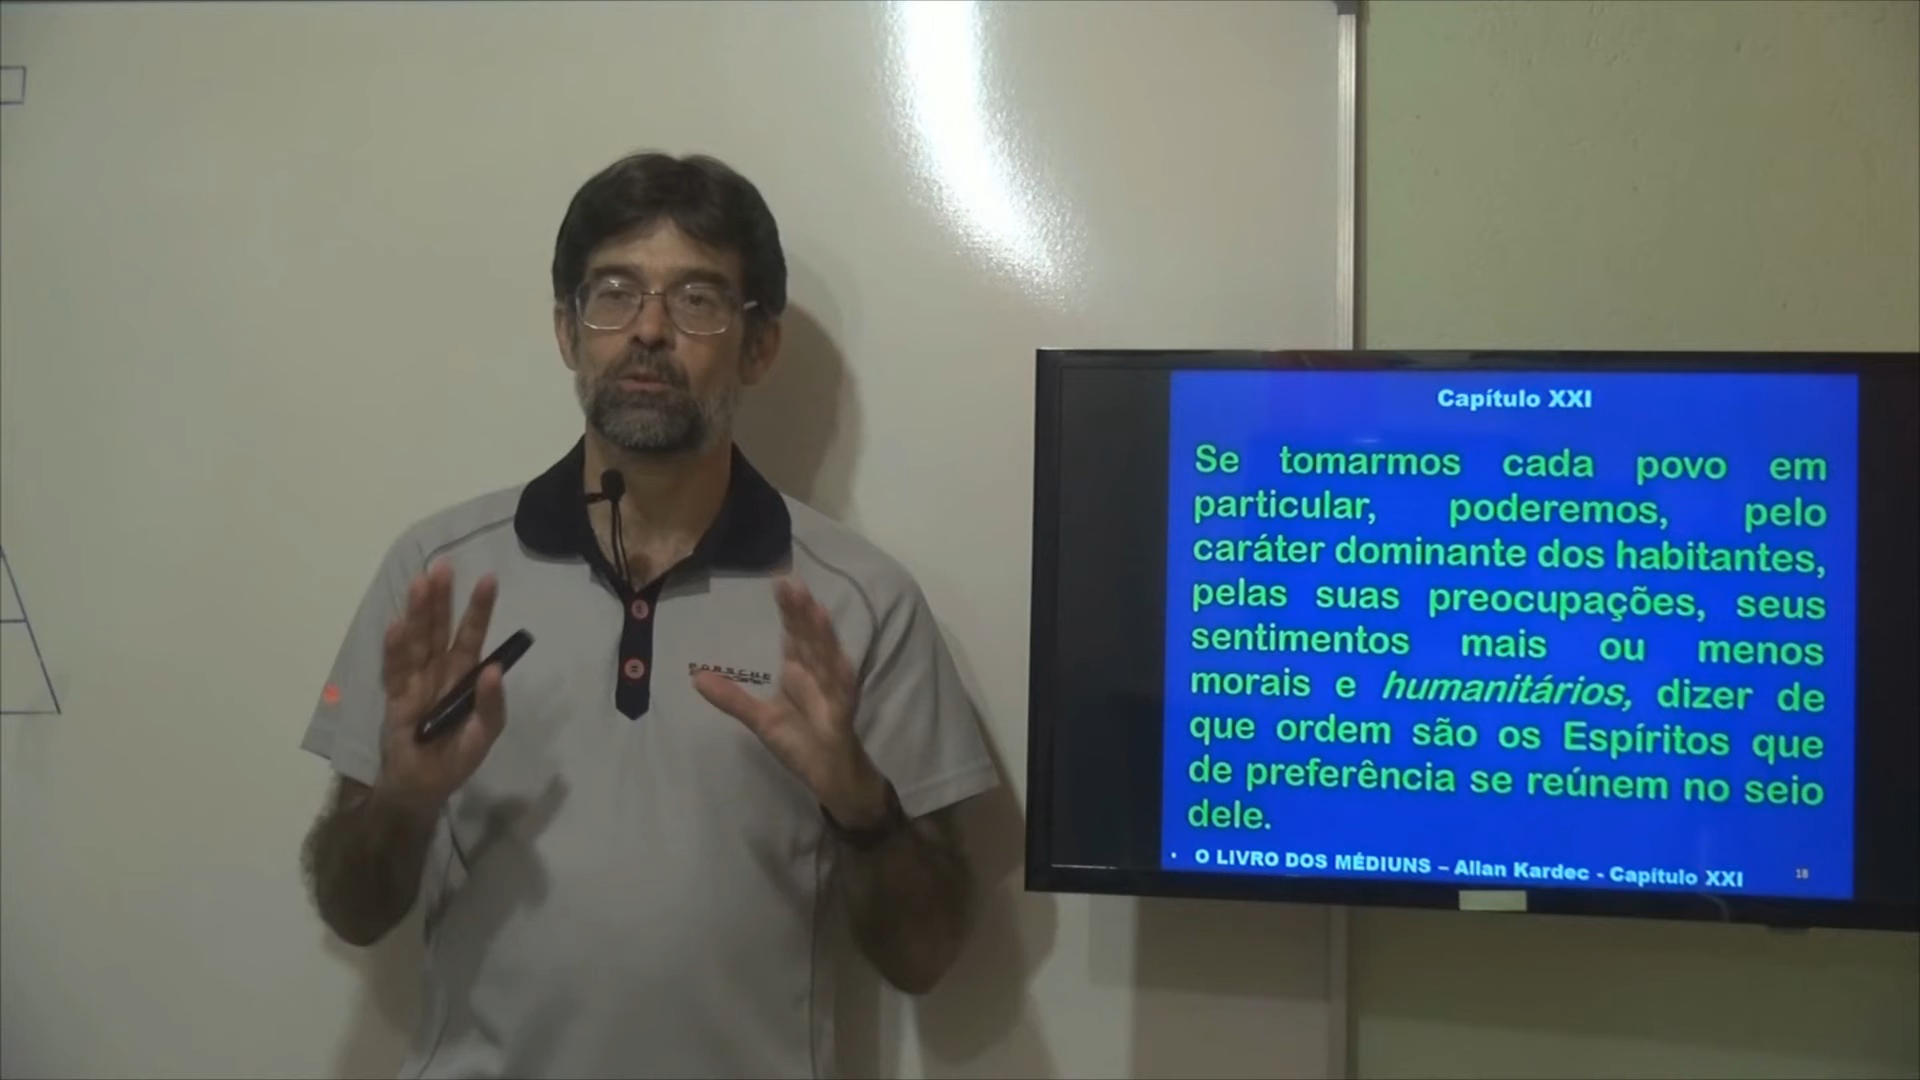 Capítulo XXI
Se tomarmos cada povo em
particular, poderemos, pelo
caráter dominante dos habitantes,
pelas suas preocupações, seus
sentimentos mais ou menos
morais e humanitários, dizer de
que ordem são os Espíritos que
de preferência se reúnem no seio
dele.
• O LIVRO DOS MÉDIUNS – Allan Kardec - Capítulo XXI
18
PORSCHE